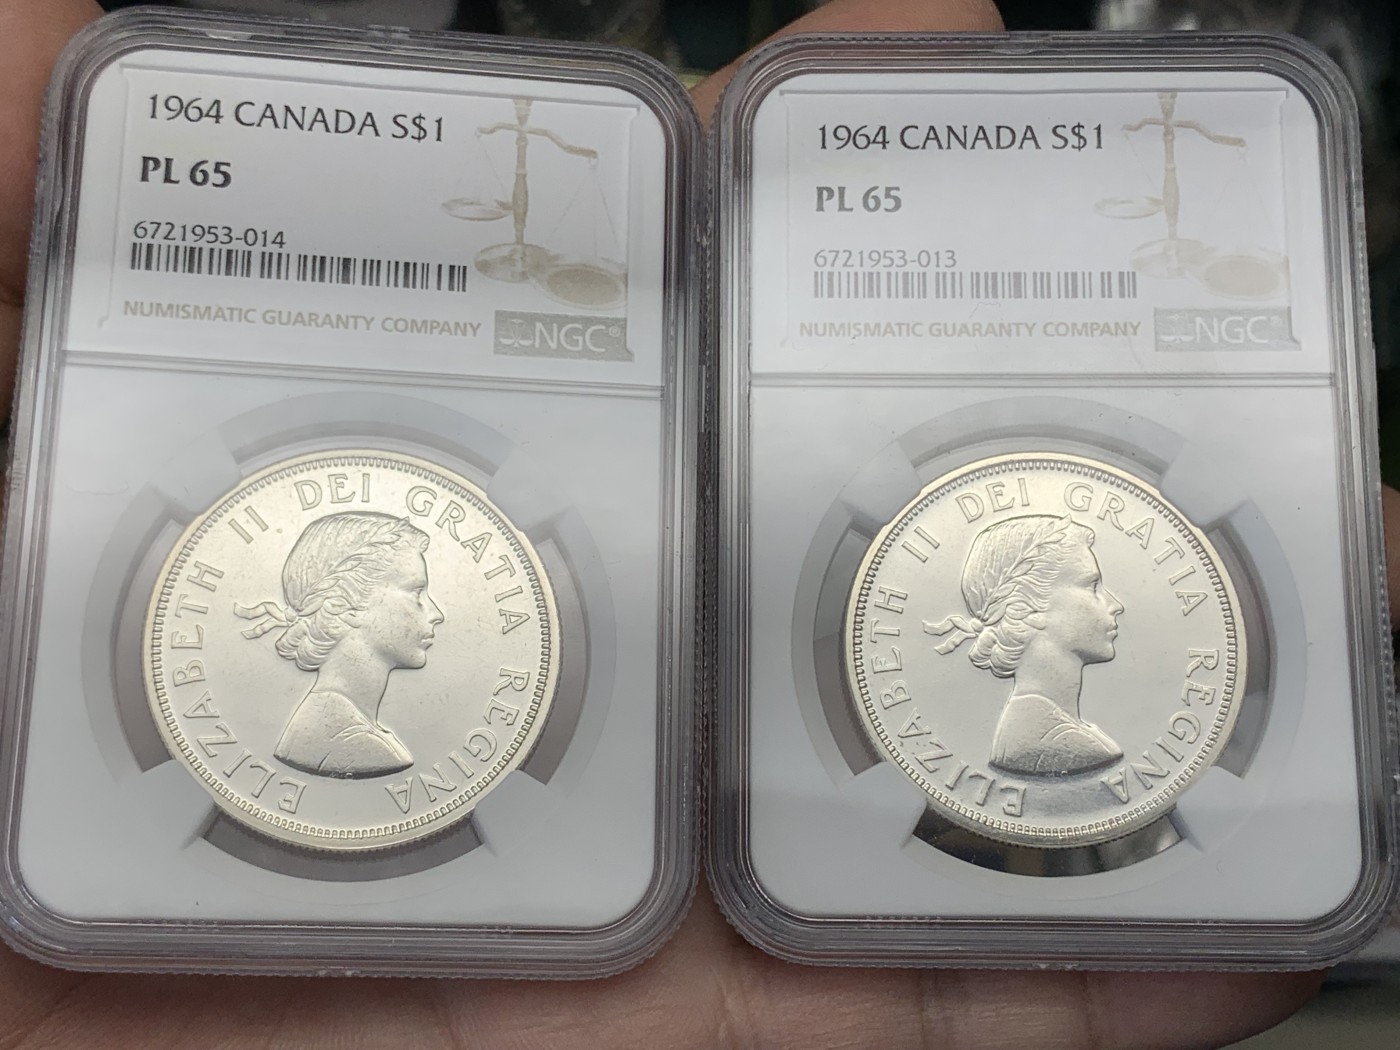 1964 CANADA S$1
PL 65
6721953-014
NUMISMATIC GUARANTY COMPANY
NGC®
ELIZABETH II DEI GRATIA REGINA
1964 CANADA S$1
PL 65
6721953-013
NUMISMATIC GUARANTY COMPANY
NGC®
ELIZABETH II DEI GRATIA REGINA